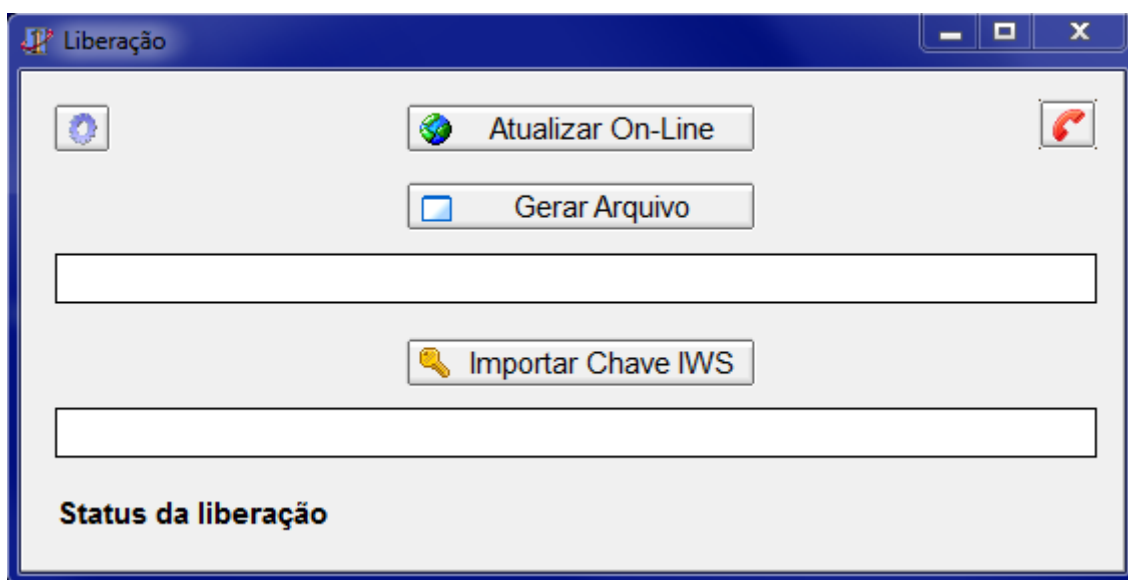 Liberação
Atualizar On-Line
Gerar Arquivo
Importar Chave IWS
Status da liberação